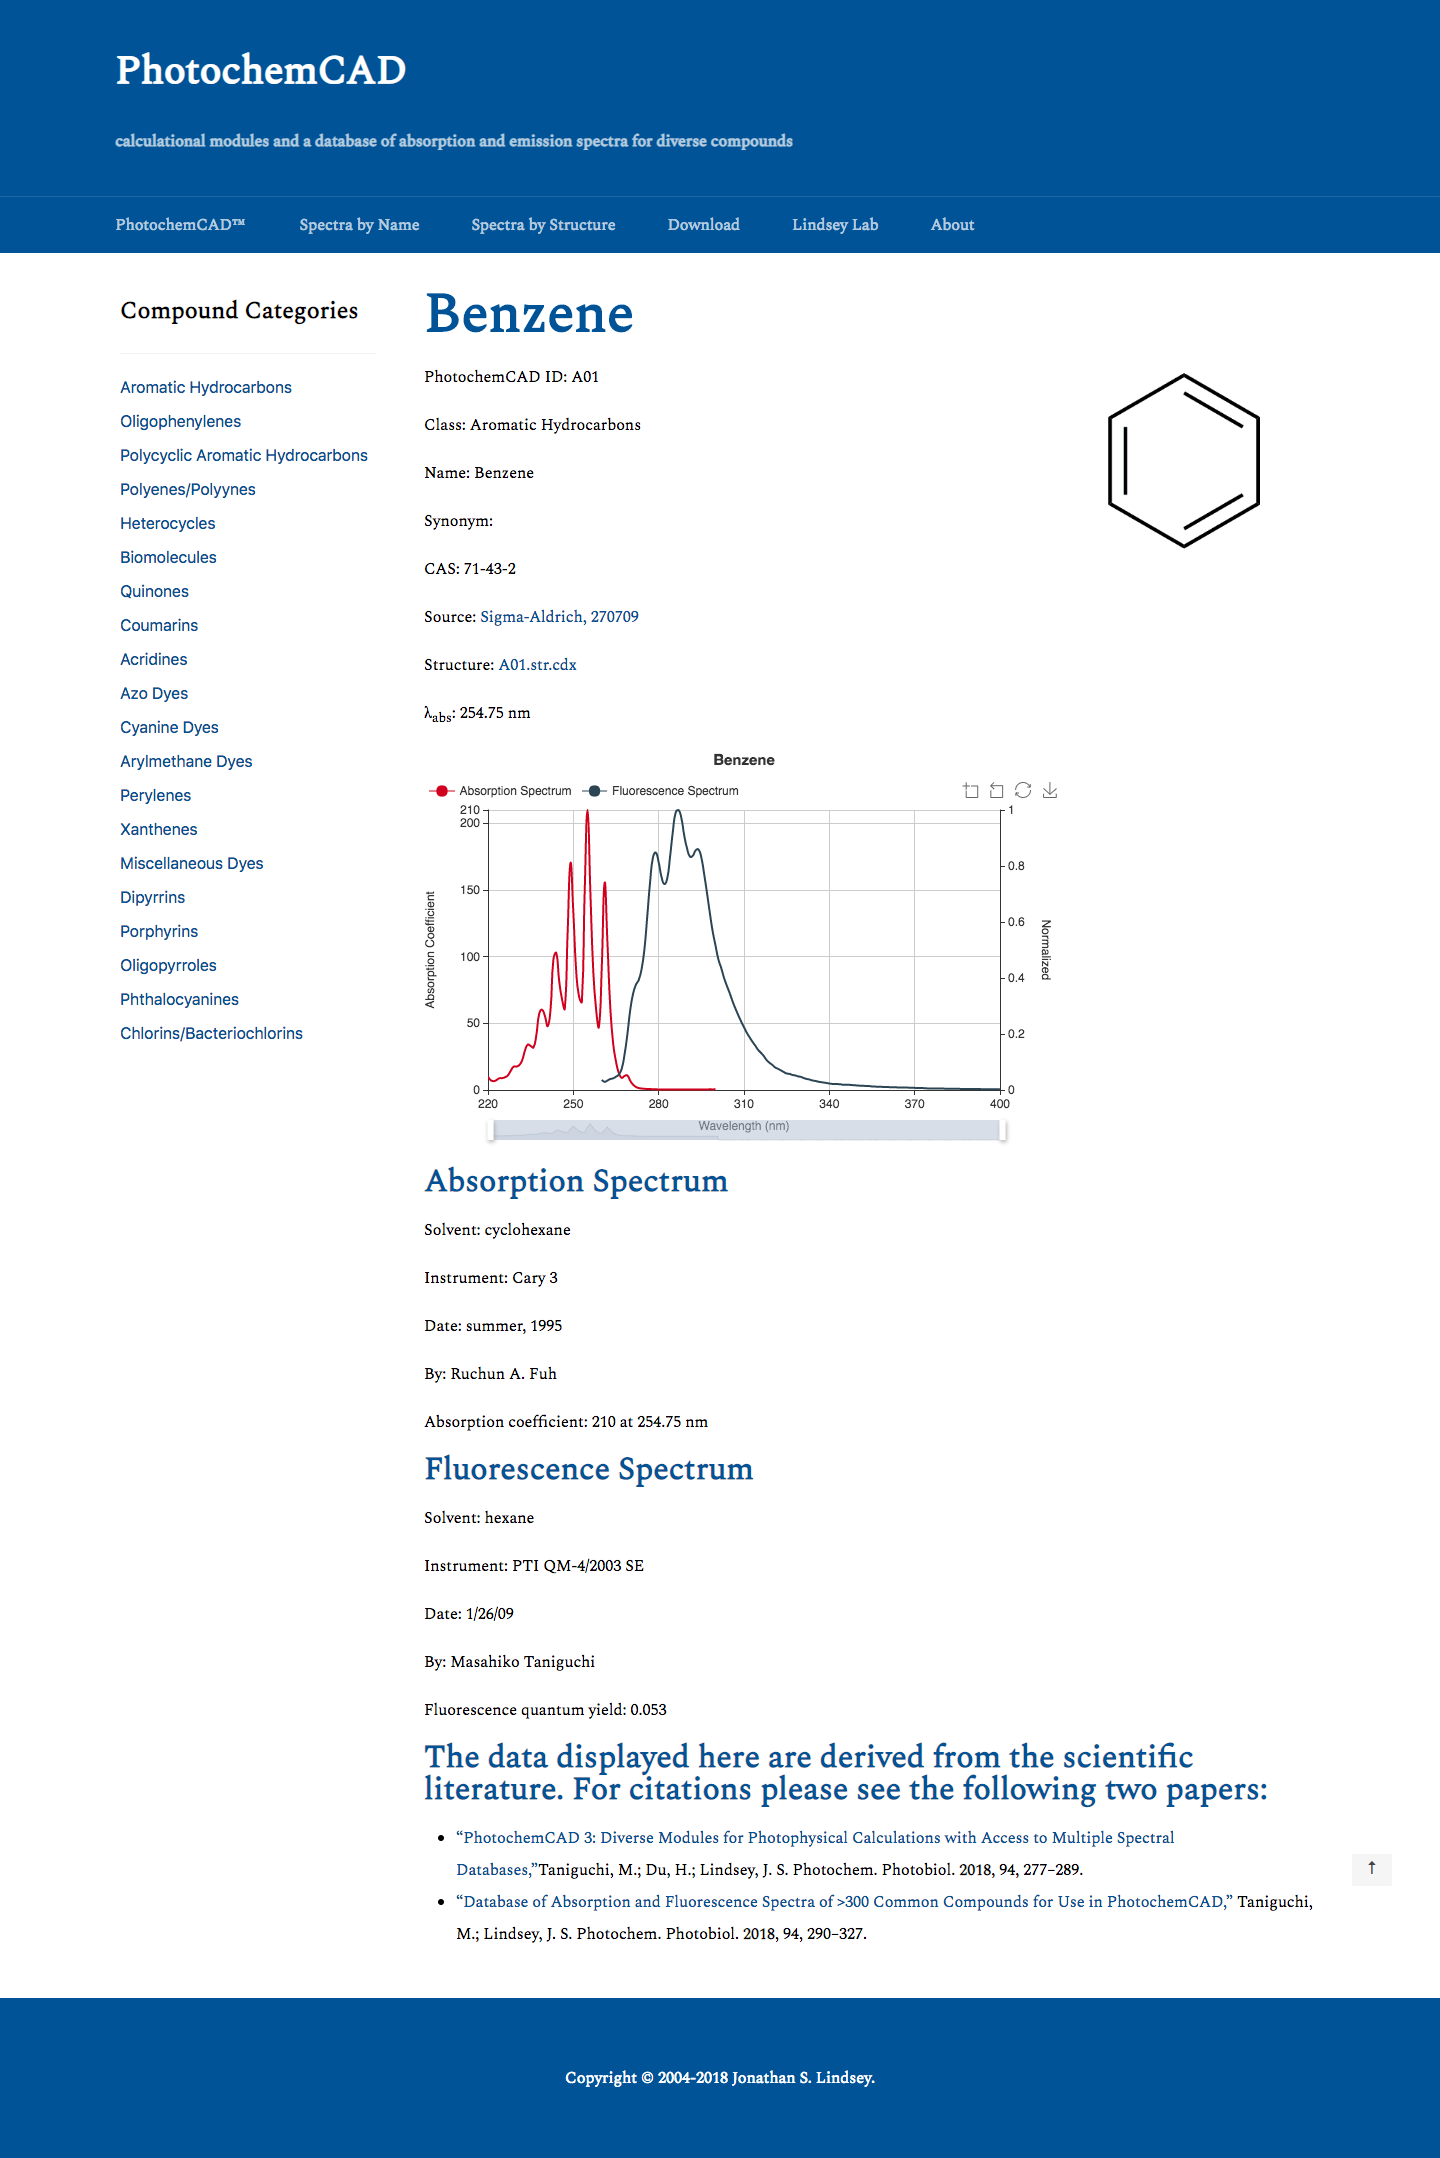 PhotochemCAD
calculational modules and a database of absorption and emission spectra for diverse compounds
PhotochemCAD™ Spectra by Name Spectra by Structure Download Lindsey Lab About
Compound Categories
Aromatic Hydrocarbons
Oligophenylenes
Polycyclic Aromatic Hydrocarbons
Polyenes/Polyynes
Heterocycles
Biomolecules
Quinones
Coumarins
Acridines
Azo Dyes
Cyanine Dyes
Arylmethane Dyes
Perylenes
Xanthenes
Miscellaneous Dyes
Dipyrrins
Porphyrins
Oligopyrroles
Phthalocyanines
Chlorins/Bacteriochlorins
Benzene
PhotochemCAD ID: A01
Class: Aromatic Hydrocarbons
Name: Benzene
Synonym:
CAS: 71-43-2
Source: Sigma-Aldrich, 270709
Structure: A01.str.cdx
λabs: 254.75 nm
Benzene
Absorption Spectrum Fluorescence Spectrum
210
200
150
100
50
0
Absorption Coefficient
1
0.8
0.6
0.4
0.2
0
Normalized
220 250 280 310 340 370 400
Wavelength (nm)
Absorption Spectrum
Solvent: cyclohexane
Instrument: Cary 3
Date: summer, 1995
By: Ruchun A. Fuh
Absorption coefficient: 210 at 254.75 nm
Fluorescence Spectrum
Solvent: hexane
Instrument: PTI QM-4/2003 SE
Date: 1/26/09
By: Masahiko Taniguchi
Fluorescence quantum yield: 0.053
The data displayed here are derived from the scientific
literature. For citations please see the following two papers:
• “PhotochemCAD 3: Diverse Modules for Photophysical Calculations with Access to Multiple Spectral
Databases,”Taniguchi, M.; Du, H.; Lindsey, J. S. Photochem. Photobiol. 2018, 94, 277–289.
• “Database of Absorption and Fluorescence Spectra of >300 Common Compounds for Use in PhotochemCAD,” Taniguchi,
M.; Lindsey, J. S. Photochem. Photobiol. 2018, 94, 290–327.
↑
Copyright © 2004-2018 Jonathan S. Lindsey.